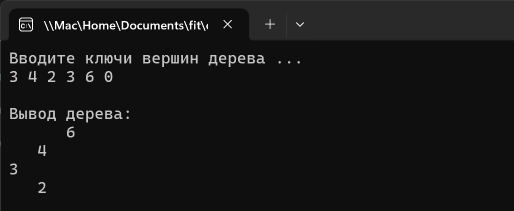 \\Mac\Home\Documents\fit\
Вводите ключи вершин дерева ...
3 4 2 3 6 0
Вывод дерева:
6
4
3
2